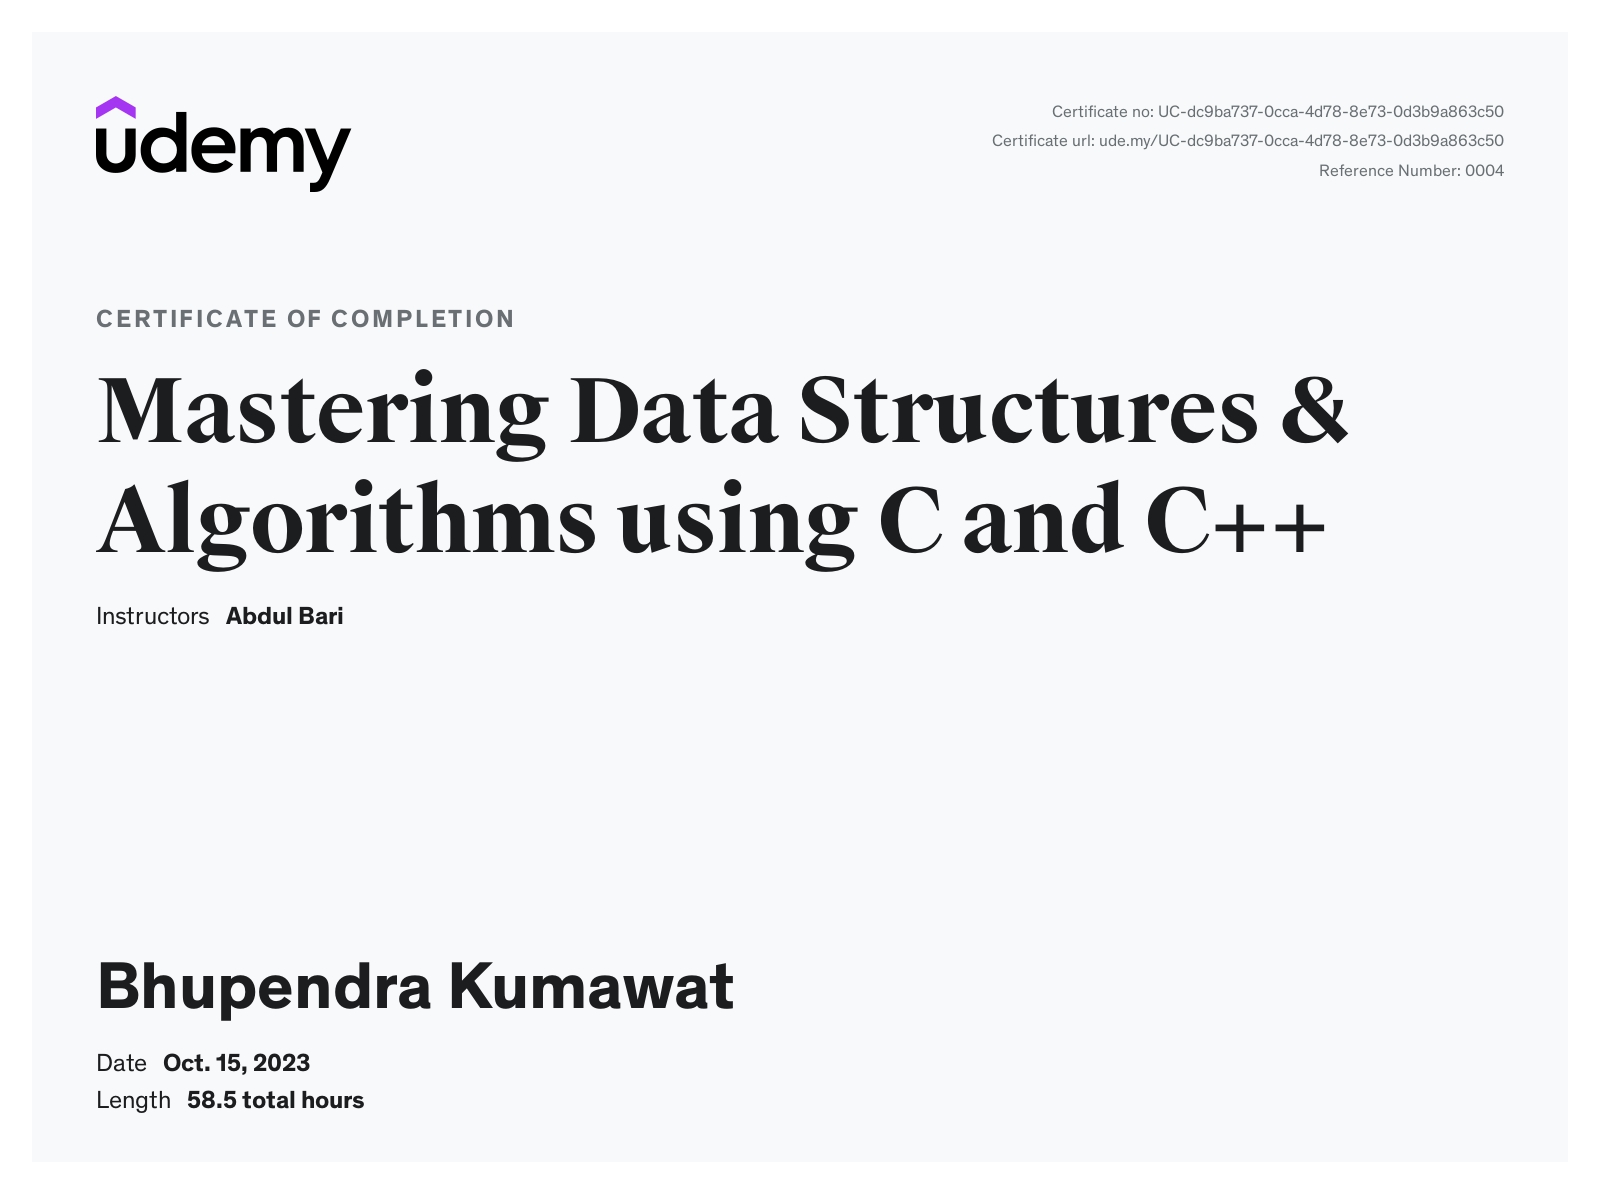 udemy
Certificate no: UC-dc9ba737-0cca-4d78-8e73-0d3b9a863c50
Certificate url: ude.my/UC-dc9ba737-0cca-4d78-8e73-0d3b9a863c50
Reference Number: 0004
CERTIFICATE OF COMPLETION
Mastering Data Structures &
Algorithms using C and C++
Instructors Abdul Bari
Bhupendra Kumawat
Date Oct. 15, 2023
Length 58.5 total hours